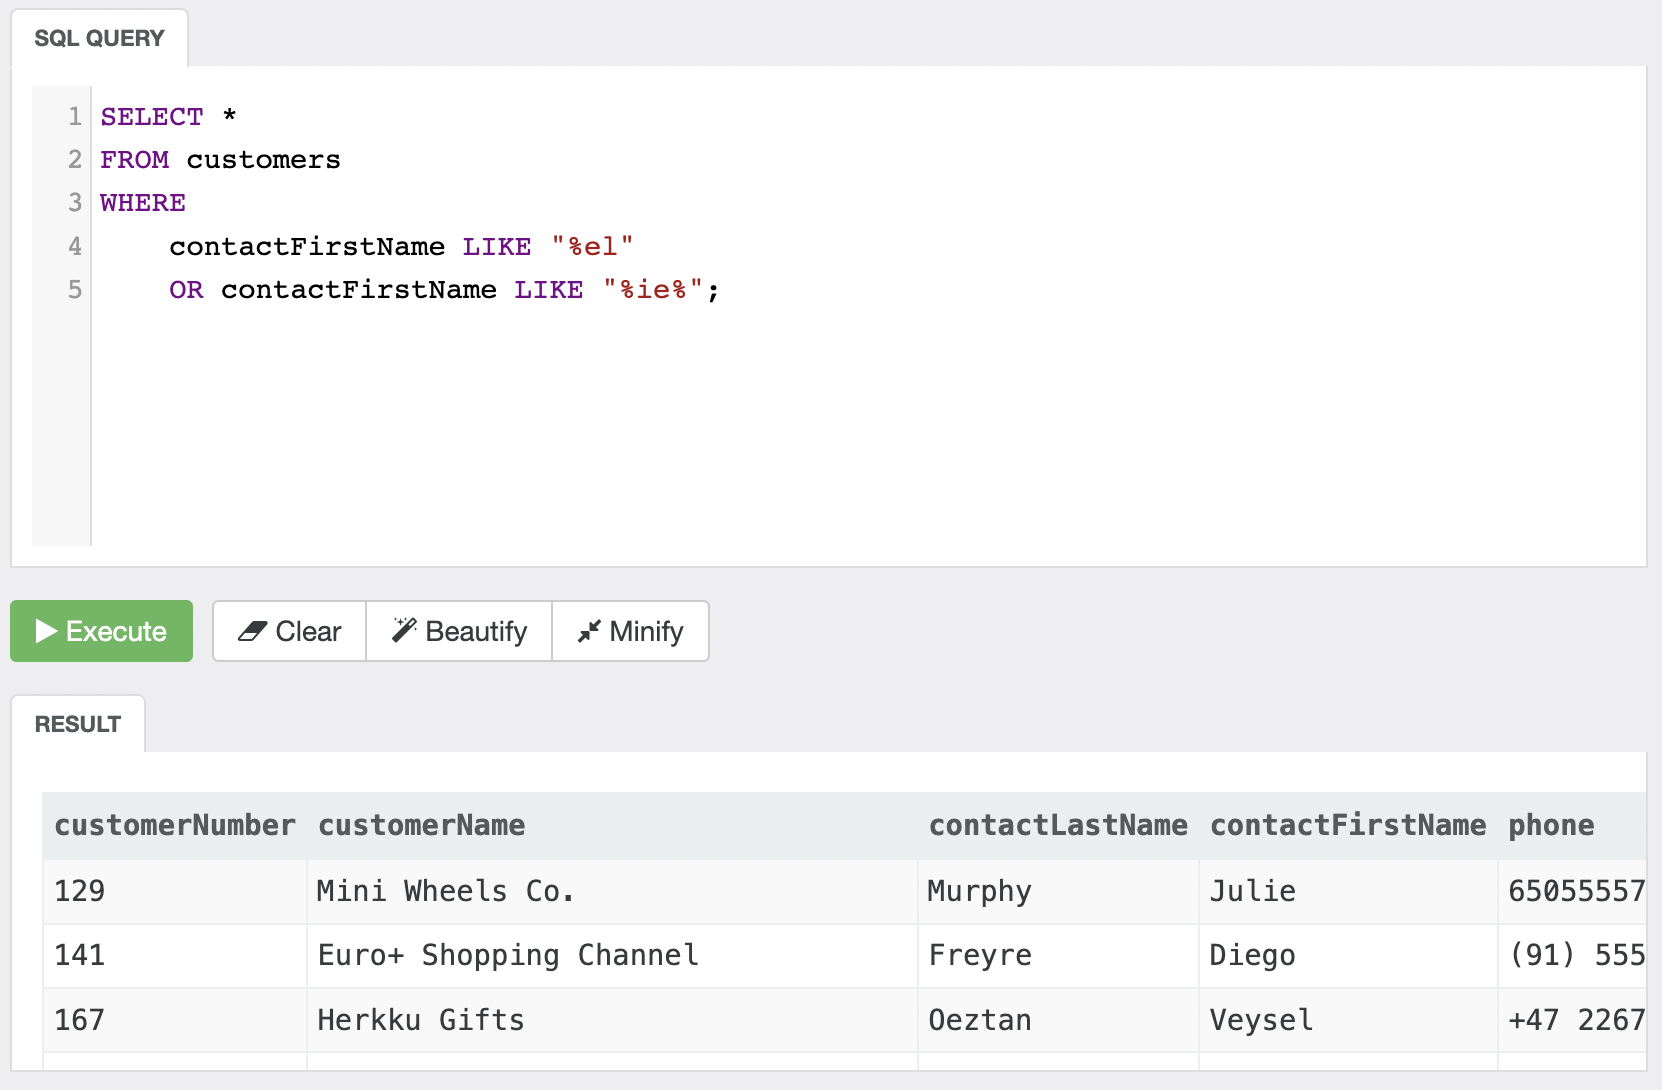 SQL QUERY
1 SELECT *
2 FROM customers
3 WHERE
4     contactFirstName LIKE "%el"
5     OR contactFirstName LIKE "%ie%";
Execute Clear Beautify Minify
RESULT
customerNumber customerName contactLastName contactFirstName phone
129 Mini Wheels Co. Murphy Julie 65055557
141 Euro+ Shopping Channel Freyre Diego (91) 555
167 Herkku Gifts Oeztan Veysel +47 2267